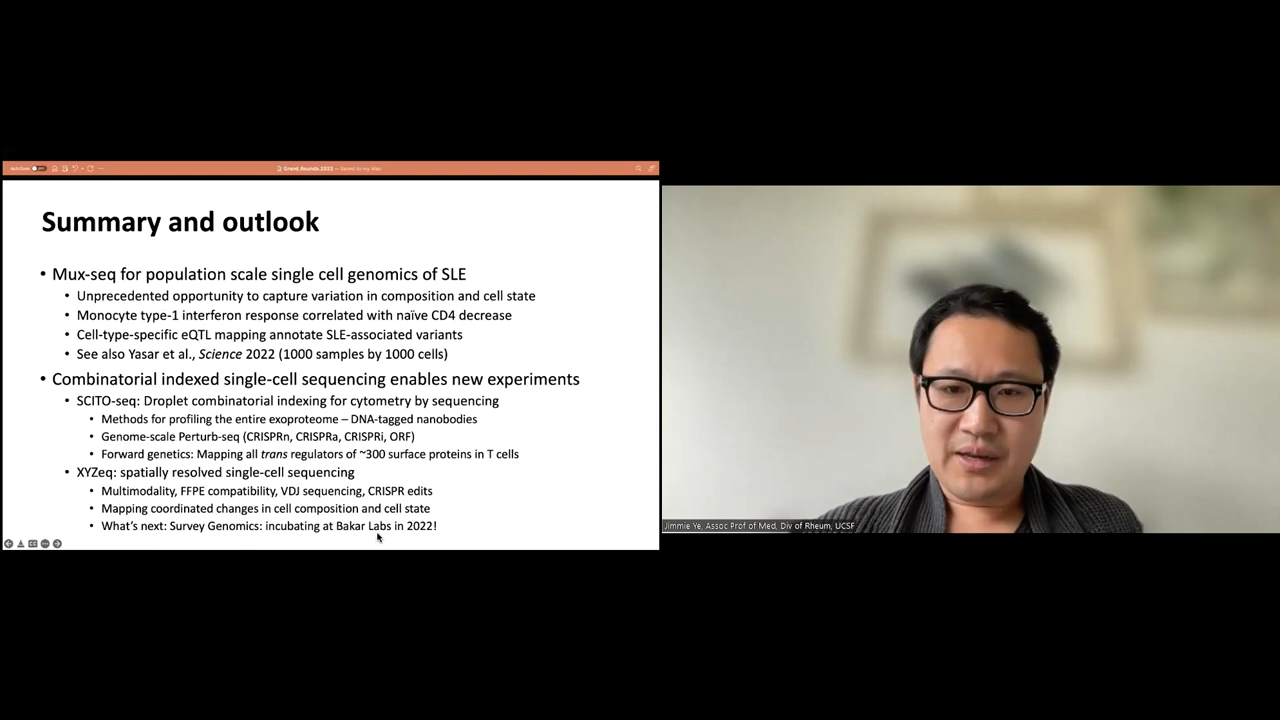 AutoSave
Grand_Rounds_2022 — Saved to my Mac
Summary and outlook
• Mux-seq for population scale single cell genomics of SLE
• Unprecedented opportunity to capture variation in composition and cell state
• Monocyte type-1 interferon response correlated with naïve CD4 decrease
• Cell-type-specific eQTL mapping annotate SLE-associated variants
• See also Yasar et al., Science 2022 (1000 samples by 1000 cells)
• Combinatorial indexed single-cell sequencing enables new experiments
• SCITO-seq: Droplet combinatorial indexing for cytometry by sequencing
• Methods for profiling the entire exoproteome – DNA-tagged nanobodies
• Genome-scale Perturb-seq (CRISPRn, CRISPRa, CRISPRi, ORF)
• Forward genetics: Mapping all trans regulators of ~300 surface proteins in T cells
• XYZeq: spatially resolved single-cell sequencing
• Multimodality, FFPE compatibility, VDJ sequencing, CRISPR edits
• Mapping coordinated changes in cell composition and cell state
• What's next: Survey Genomics: incubating at Bakar Labs in 2022!
Jimmie Ye, Assoc Prof of Med, Div of Rheum, UCSF